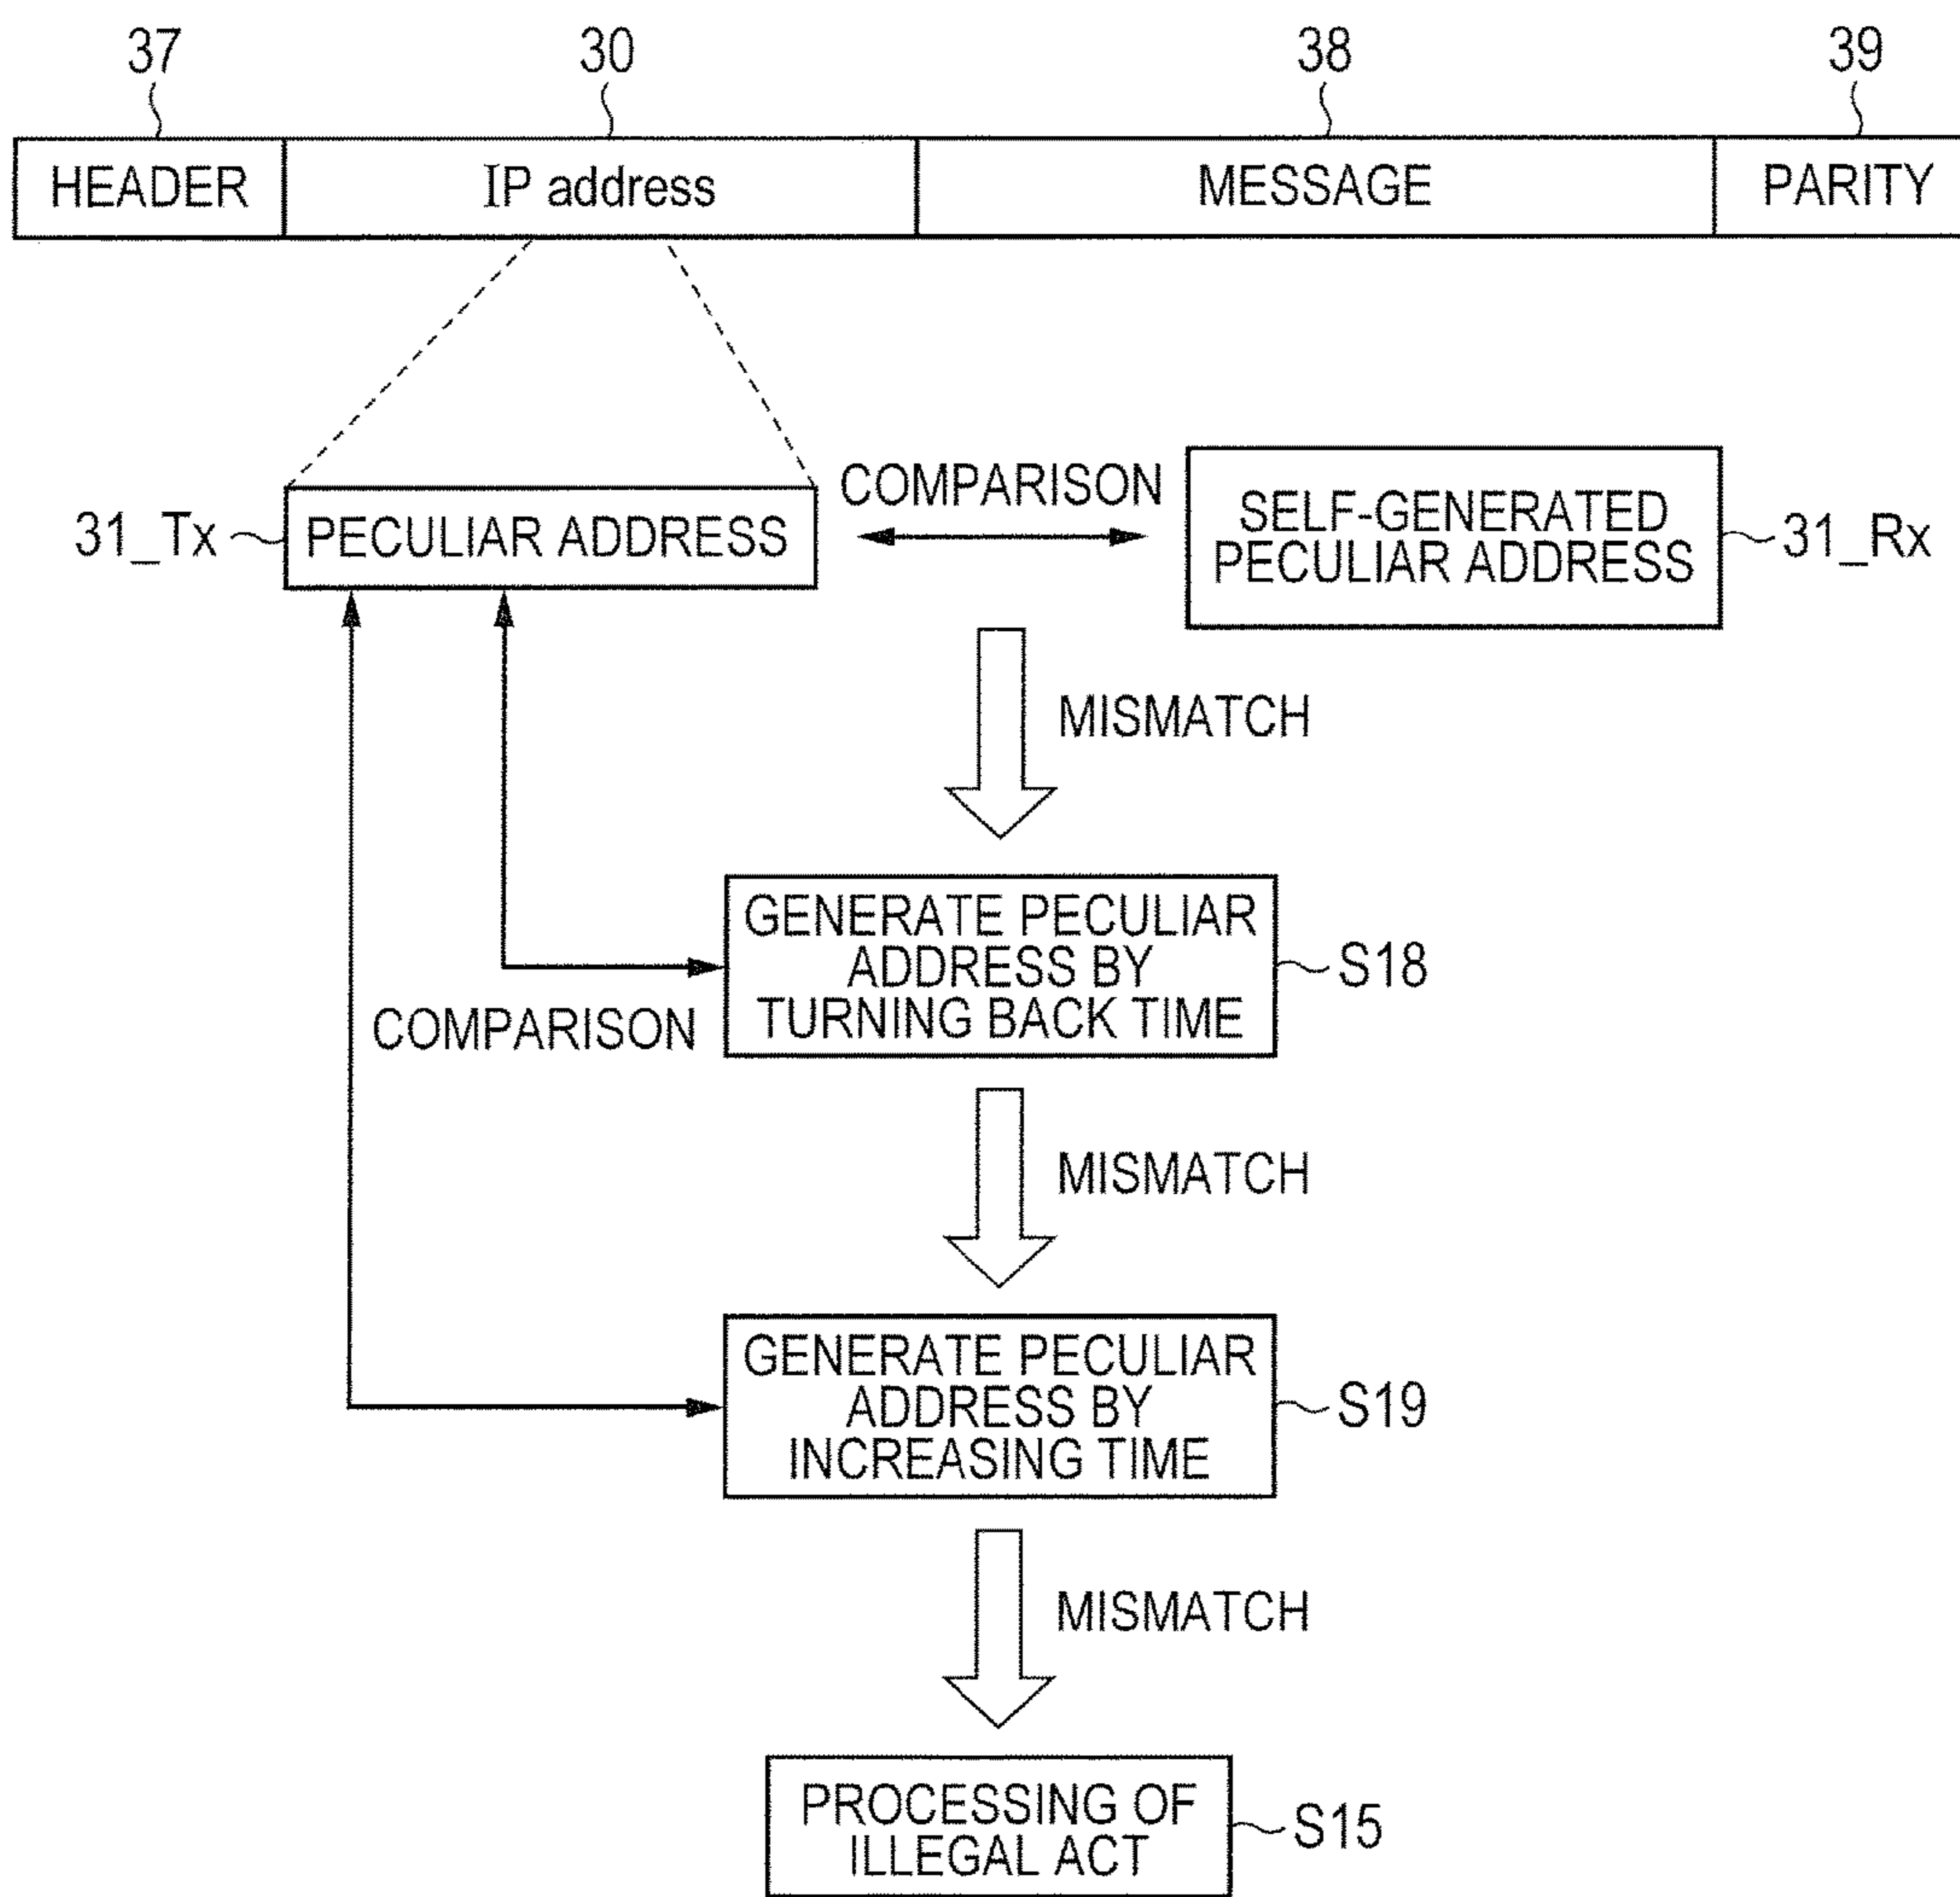 37 30 38 39
HEADER IP address MESSAGE PARITY
COMPARISON
31_Tx PECULIAR ADDRESS
SELF-GENERATED
PECULIAR ADDRESS
31_Rx
MISMATCH
GENERATE PECULIAR
ADDRESS BY
TURNING BACK TIME
S18
COMPARISON
MISMATCH
GENERATE PECULIAR
ADDRESS BY
INCREASING TIME
S19
MISMATCH
PROCESSING OF
ILLEGAL ACT
S15